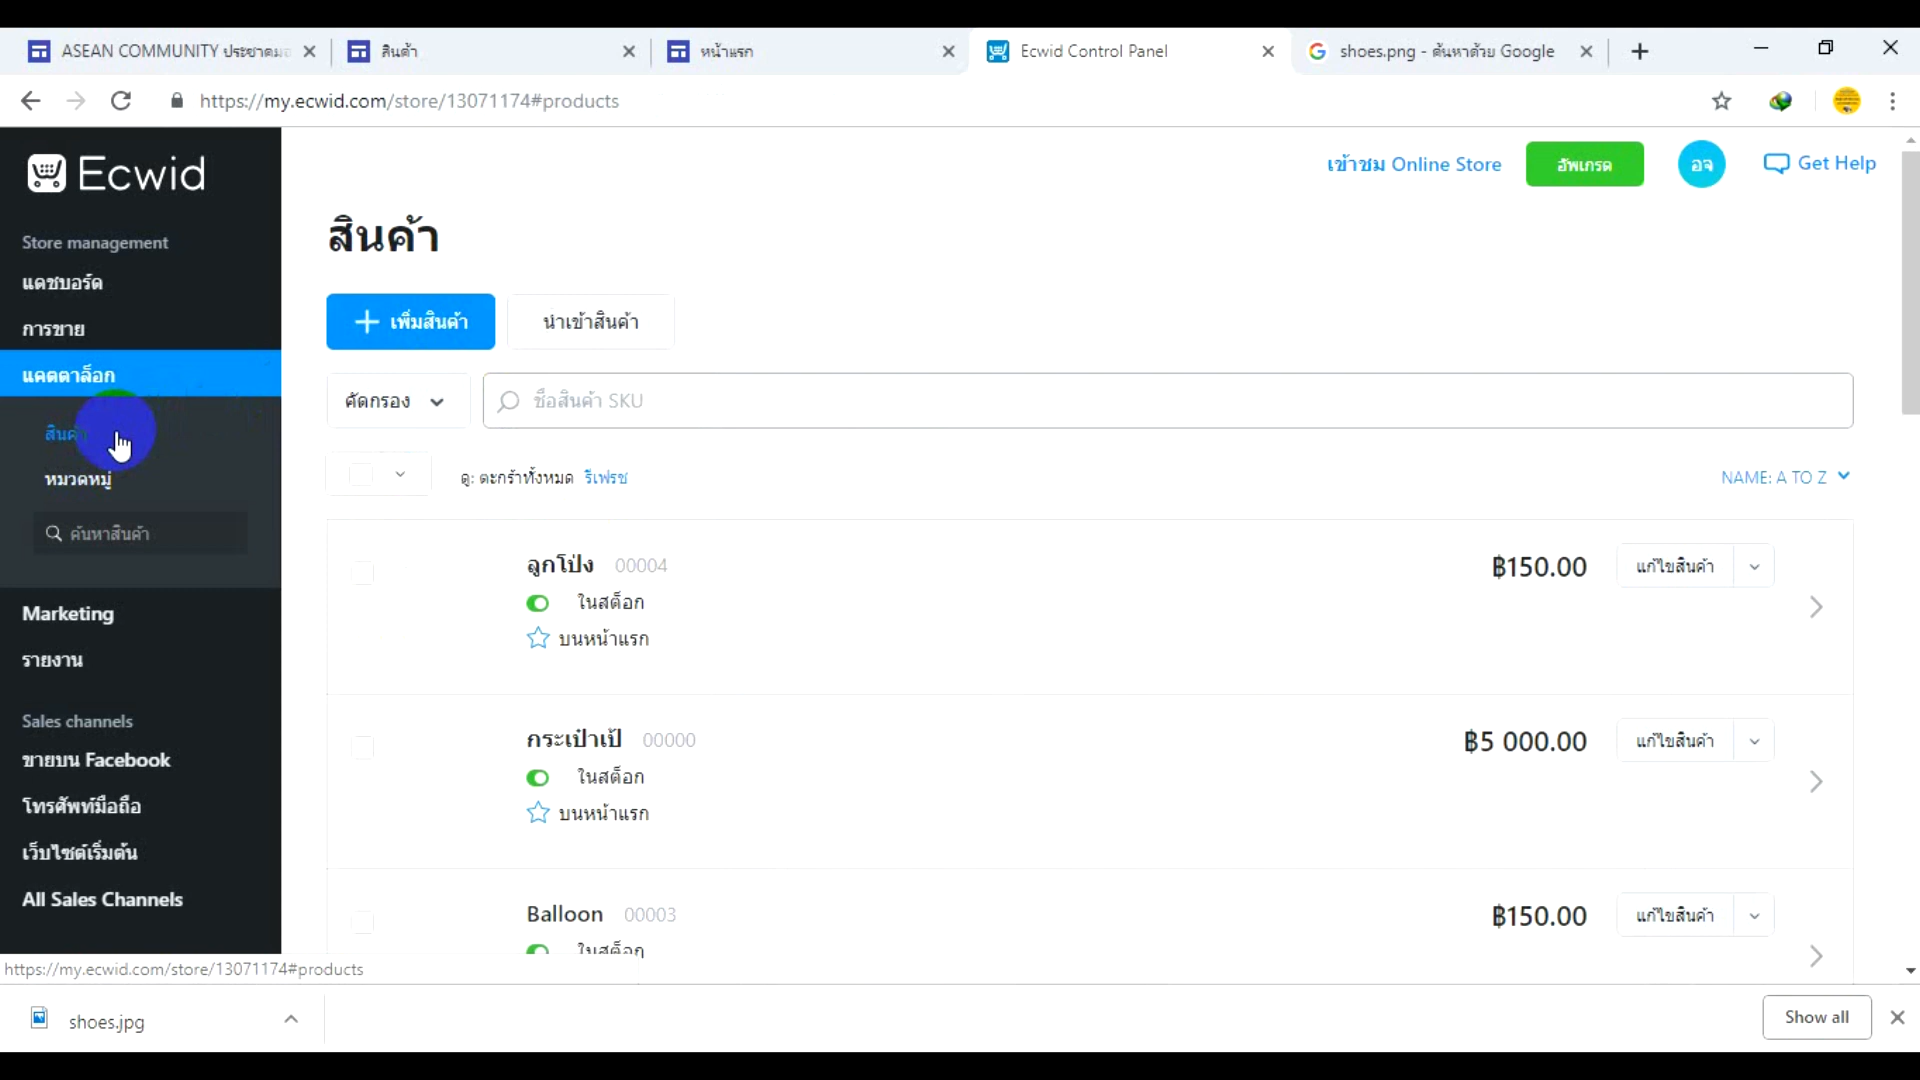 ASEAN COMMUNITY ประชาคมอ
สินค้า
หน้าแรก
Ecwid Control Panel
shoes.png - ค้นหาด้วย Google
https://my.ecwid.com/store/13071174#products
Ecwid
เข้าชม Online Store
อัพเกรด
อจ
Get Help
Store management
แดชบอร์ด
การขาย
แคตตาล็อก
หมวดหมู่
ค้นหาสินค้า
Marketing
รายงาน
Sales channels
ขายบน Facebook
โทรศัพท์มือถือ
เว็บไซต์เริ่มต้น
All Sales Channels
สินค้า
เพิ่มสินค้า
นำเข้าสินค้า
คัดกรอง
ชื่อสินค้า SKU
ดู: ตะกร้าทั้งหมด รีเฟรช
NAME: A TO Z
ลูกโป่ง 00004
฿150.00
แก้ไขสินค้า
ในสต็อก
บนหน้าแรก
กระเป๋าเป้ 00000
฿5 000.00
แก้ไขสินค้า
ในสต็อก
บนหน้าแรก
Balloon 00003
฿150.00
แก้ไขสินค้า
ในสต็อก
https://my.ecwid.com/store/13071174#products
shoes.jpg
Show all